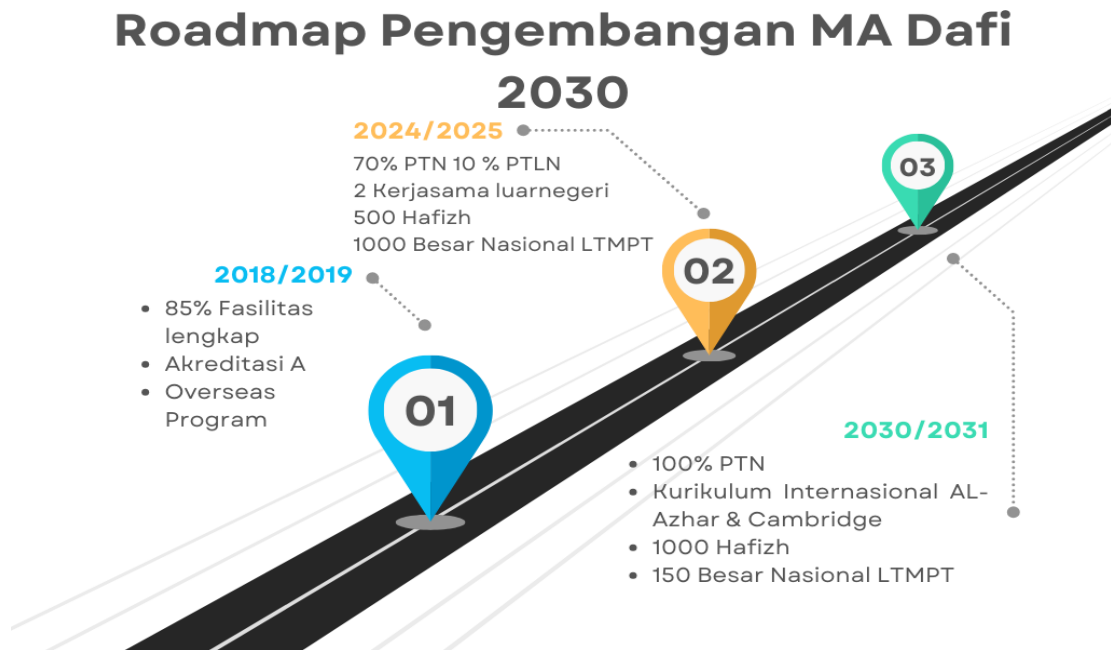 Roadmap Pengembangan MA Dafi
2030
2024/2025
70% PTN 10 % PTLN
2 Kerjasama luarnegeri
500 Hafizh
1000 Besar Nasional LTMPT
2018/2019
• 85% Fasilitas
lengkap
• Akreditasi A
• Overseas
Program
01
02
03
2030/2031
• 100% PTN
• Kurikulum Internasional AL-
Azhar & Cambridge
• 1000 Hafizh
• 150 Besar Nasional LTMPT